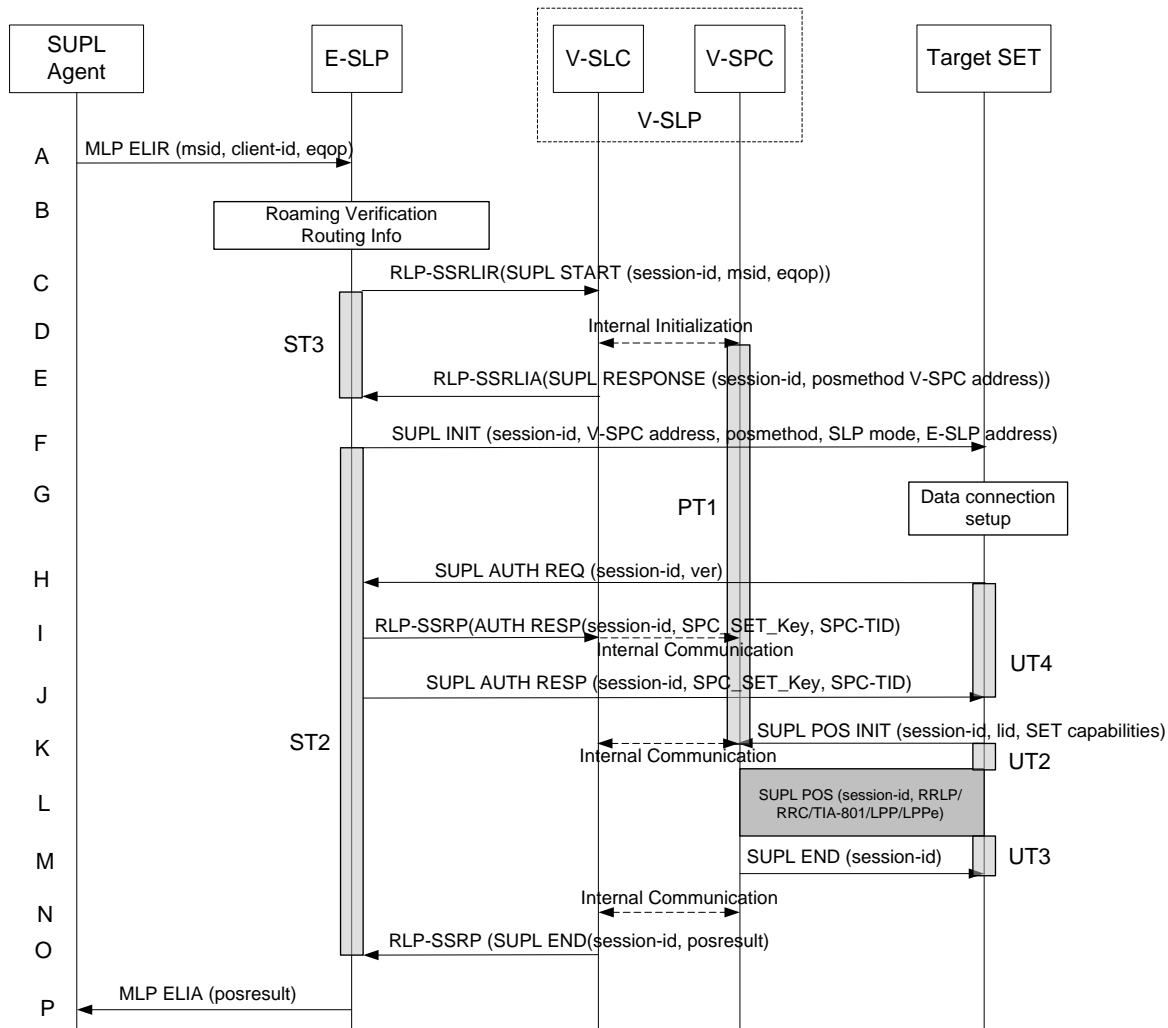 SUPL
Agent
E-SLP
V-SLC
V-SPC
Target SET
V-SLP
A
MLP ELIR (msid, client-id, eqop)
B
Roaming Verification
Routing Info
C
RLP-SSRLIR(SUPL START (session-id, msid, eqop))
D
ST3
Internal Initialization
E
RLP-SSRLIA(SUPL RESPONSE (session-id, posmethod V-SPC address))
F
SUPL INIT (session-id, V-SPC address, posmethod, SLP mode, E-SLP address)
G
PT1
Data connection
setup
H
SUPL AUTH REQ (session-id, ver)
I
RLP-SSRP(AUTH RESP(session-id, SPC_SET_Key, SPC-TID)
Internal Communication
UT4
J
SUPL AUTH RESP (session-id, SPC_SET_Key, SPC-TID)
ST2
K
SUPL POS INIT (session-id, lid, SET capabilities)
Internal Communication
UT2
L
SUPL POS (session-id, RRLP/
RRC/TIA-801/LPP/LPPe)
M
SUPL END (session-id)
UT3
N
Internal Communication
O
RLP-SSRP (SUPL END(session-id, posresult)
P
MLP ELIA (posresult)